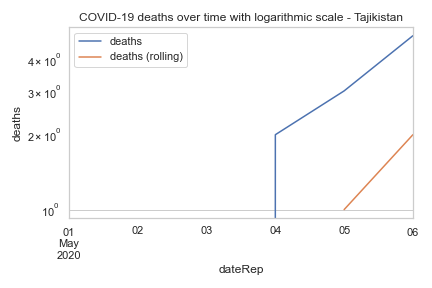 COVID-19 deaths over time with logarithmic scale - Tajikistan
deaths
deaths (rolling)
4 × 10⁰
3 × 10⁰
2 × 10⁰
10⁰
deaths
01
May
2020
02
03
04
05
06
dateRep